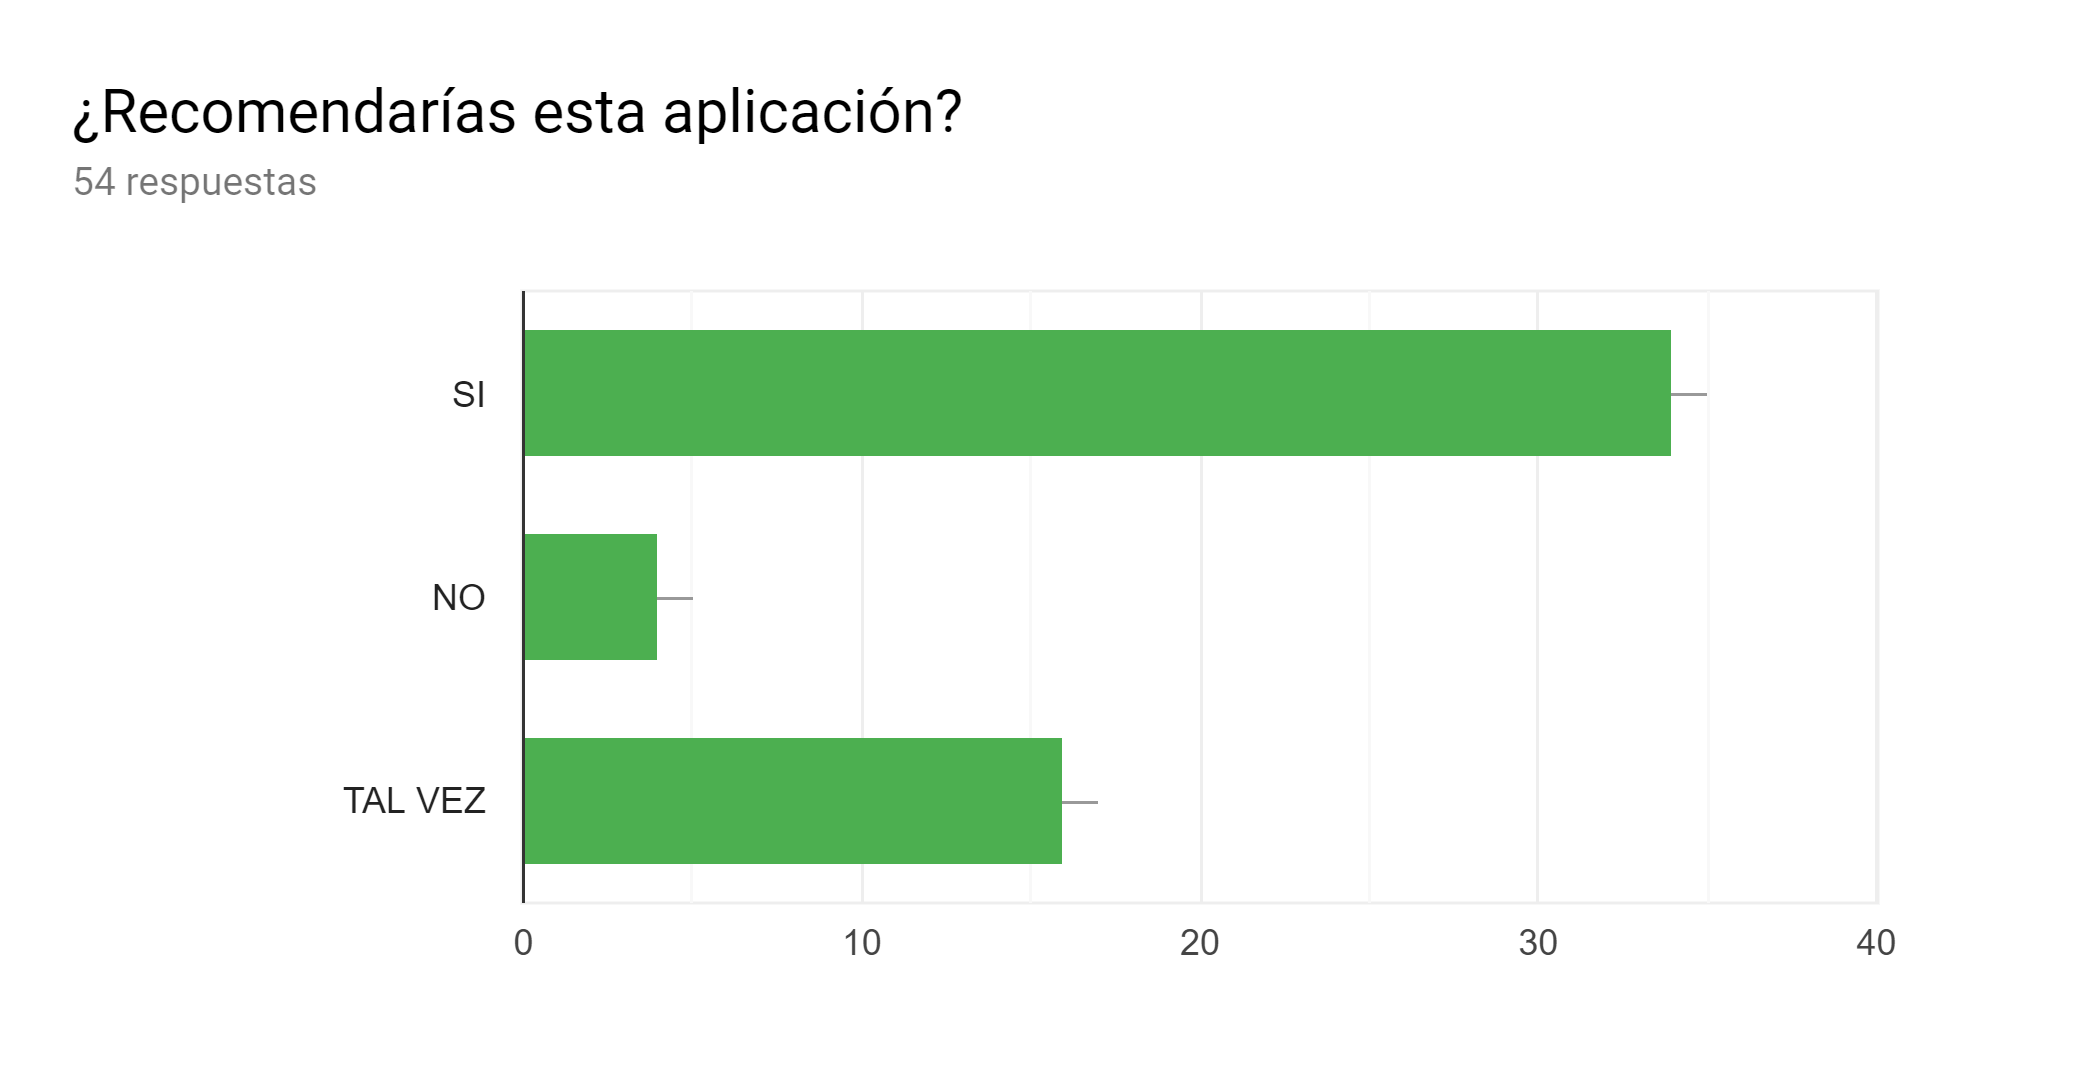 ¿Recomendarías esta aplicación?
54 respuestas
SI
NO
TAL VEZ
0 10 20 30 40